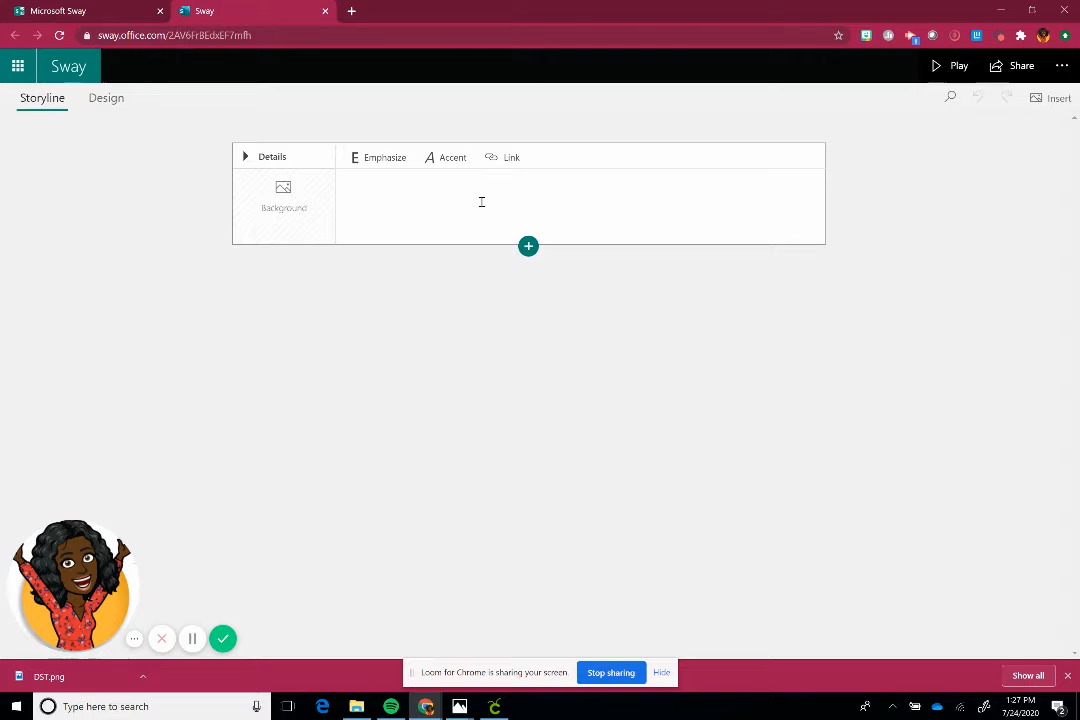 Microsoft Sway
Sway
sway.office.com/2AV6FrBEdxEF7mfh
Sway
Play
Share
Storyline
Design
Insert
Details
E Emphasize
A Accent
Link
Background
DST.png
Loom for Chrome is sharing your screen.
Stop sharing
Hide
Show all
Type here to search
1:27 PM
7/24/2020
2